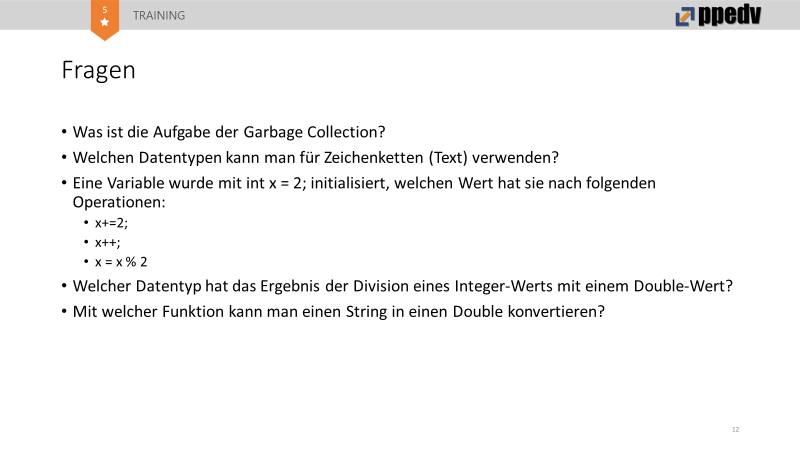 5
TRAINING
ppedv
Fragen
• Was ist die Aufgabe der Garbage Collection?
• Welchen Datentypen kann man für Zeichenketten (Text) verwenden?
• Eine Variable wurde mit int x = 2; initialisiert, welchen Wert hat sie nach folgenden
Operationen:
• x+=2;
• x++;
• x = x % 2
• Welcher Datentyp hat das Ergebnis der Division eines Integer-Werts mit einem Double-Wert?
• Mit welcher Funktion kann man einen String in einen Double konvertieren?
12